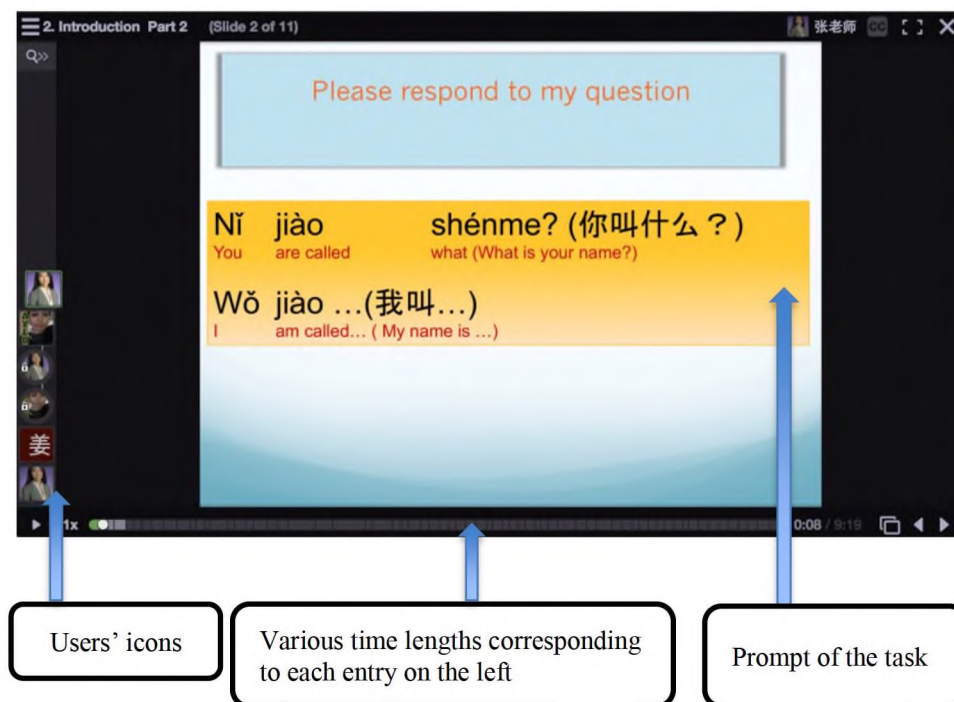 2. Introduction Part 2 (Slide 2 of 11) 张老师 CC
Please respond to my question
Nǐ jiào shénme? (你叫什么？)
You are called what (What is your name?)
Wǒ jiào …(我叫…)
I am called… ( My name is …)
姜
1x 0:08 / 9:19
Users’ icons
Various time lengths corresponding
to each entry on the left
Prompt of the task